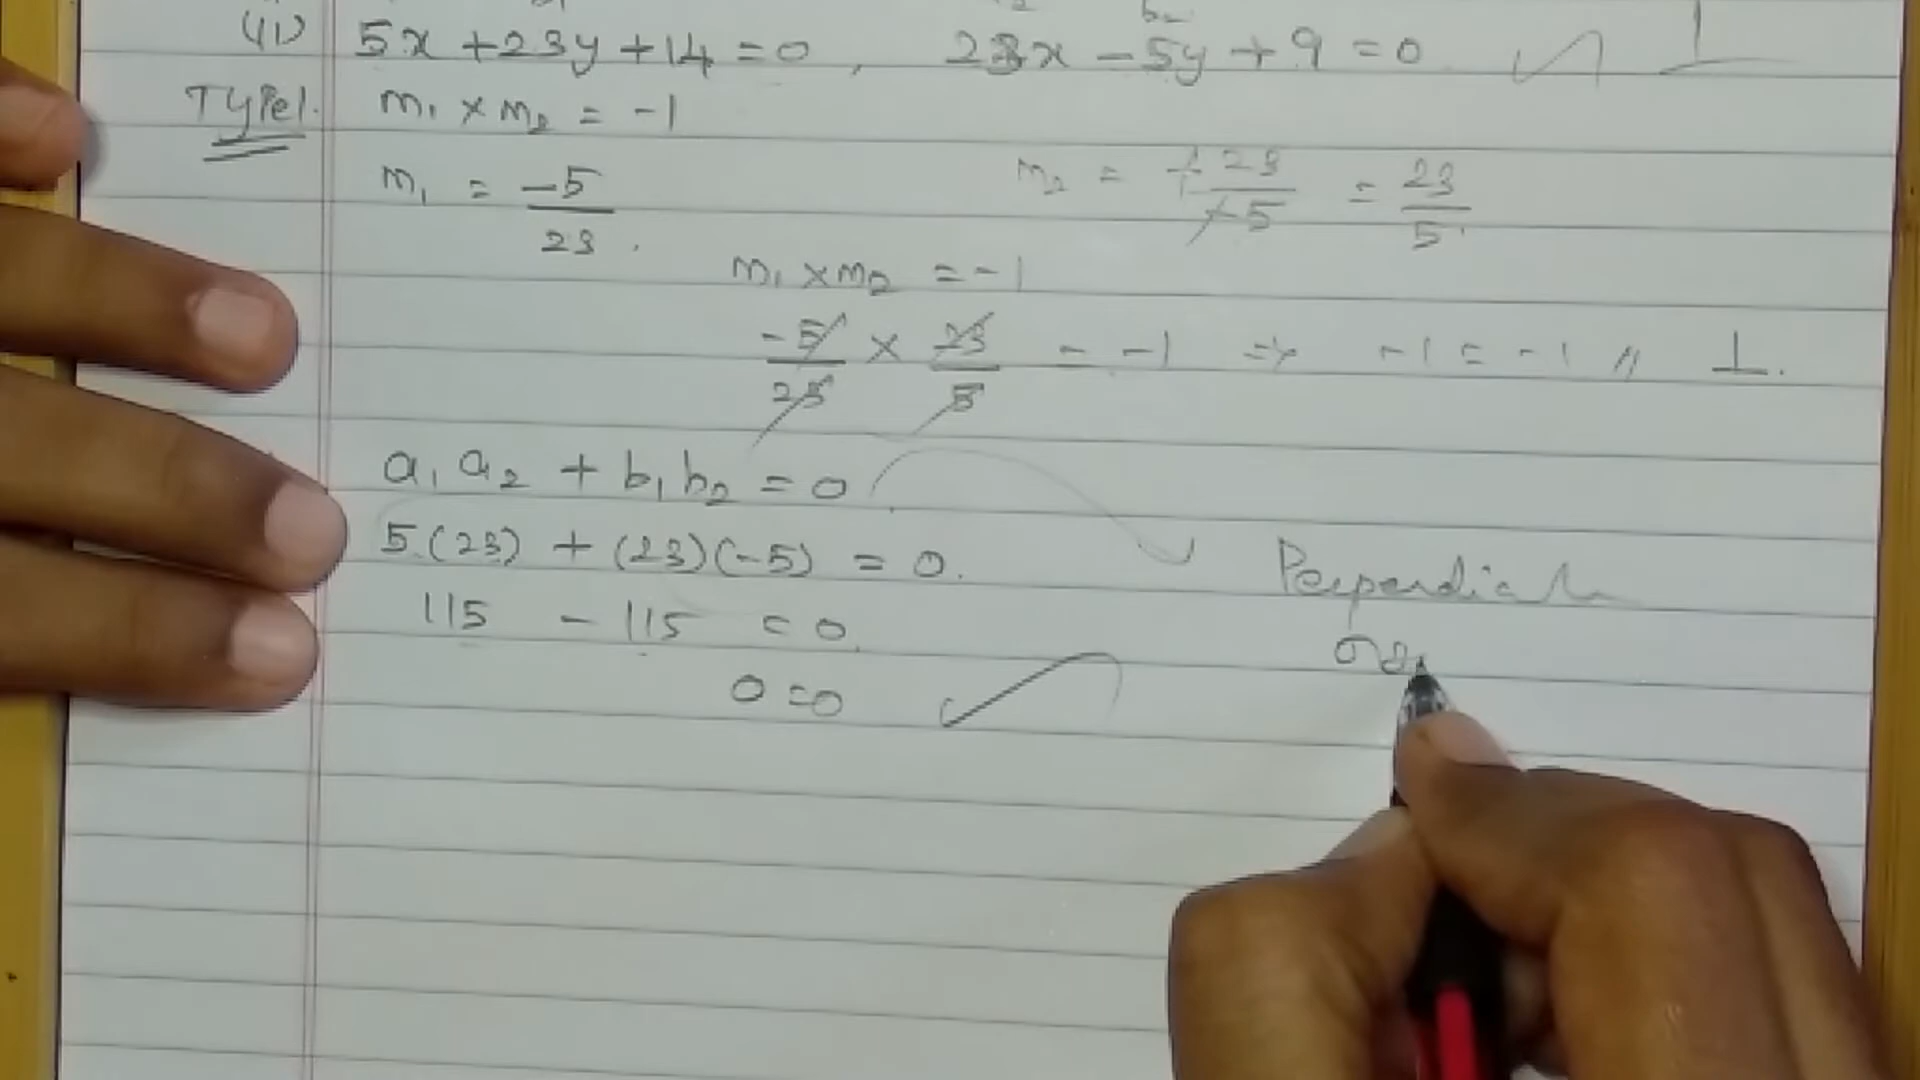 (ii) 5x + 23y + 14 = 0, 23x - 5y + 9 = 0
TYPE1. m₁ × m₂ = -1
m₁ = -5/23. m₂ = +23/+5 = 23/5.
m₁ × m₂ = -1
-5/23 × 23/5 = -1 ⇒ -1 = -1 // ⊥.
a₁a₂ + b₁b₂ = 0
5.(23) + (23)(-5) = 0.
115 - 115 = 0.
0 = 0